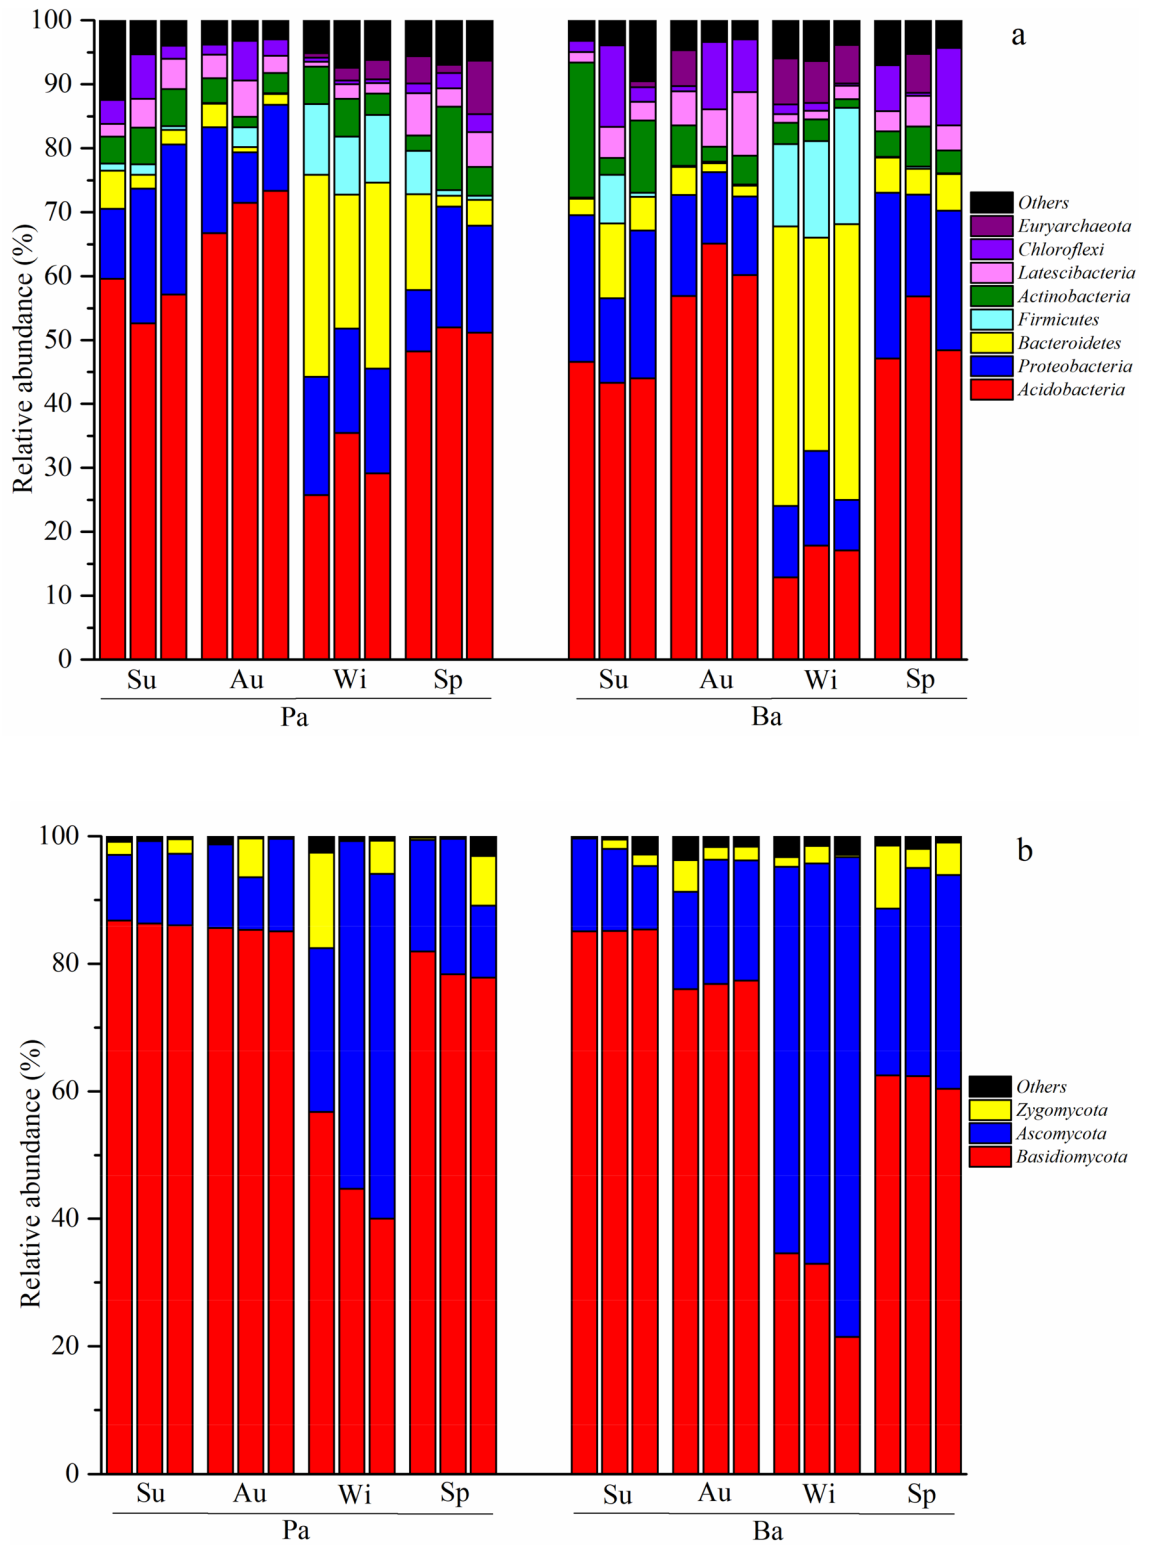 a
Relative abundance (%)
100
90
80
70
60
50
40
30
20
10
0
Others
Euryarchaeota
Chloroflexi
Latescibacteria
Actinobacteria
Firmicutes
Bacteroidetes
Proteobacteria
Acidobacteria
Su Au Wi Sp Su Au Wi Sp
Pa Ba
b
Relative abundance (%)
100
80
60
40
20
0
Others
Zygomycota
Ascomycota
Basidiomycota
Su Au Wi Sp Su Au Wi Sp
Pa Ba